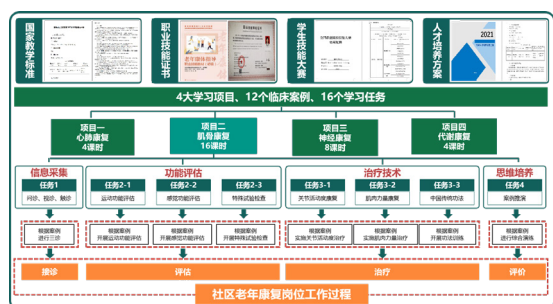 国家教学标准
职业技能证书
学生技能大赛
人才培养方案
2021
4大学习项目、12个临床案例、16个学习任务
项目一
心肺康复
4课时
项目二
肌骨康复
16课时
项目三
神经康复
8课时
项目四
代谢康复
4课时
信息采集
功能评估
治疗技术
思维培养
任务1
任务2-1
任务2-2
任务2-3
任务3-1
任务3-2
任务3-3
任务4
问诊、视诊、触诊
运动功能评估
感觉功能评估
特殊试验检查
关节活动度康复
肌肉力量康复
中国传统功法
案例推演
根据案例
进行三诊
根据案例
开展运动功能评估
根据案例
开展感觉功能评估
根据案例
开展特殊试验检查
根据案例
实施关节活动度治疗
根据案例
实施肌肉力量治疗
根据案例
开展功法训练
根据案例
进行综合演练
接诊
评估
治疗
评价
社区老年康复岗位工作过程